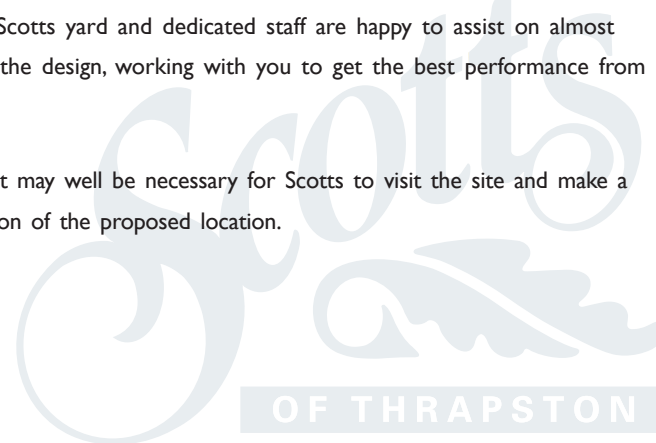 Scotts yard and dedicated staff are happy to assist on almost
the design, working with you to get the best performance from
t may well be necessary for Scotts to visit the site and make a
on of the proposed location.
Scotts
OF THRAPSTON